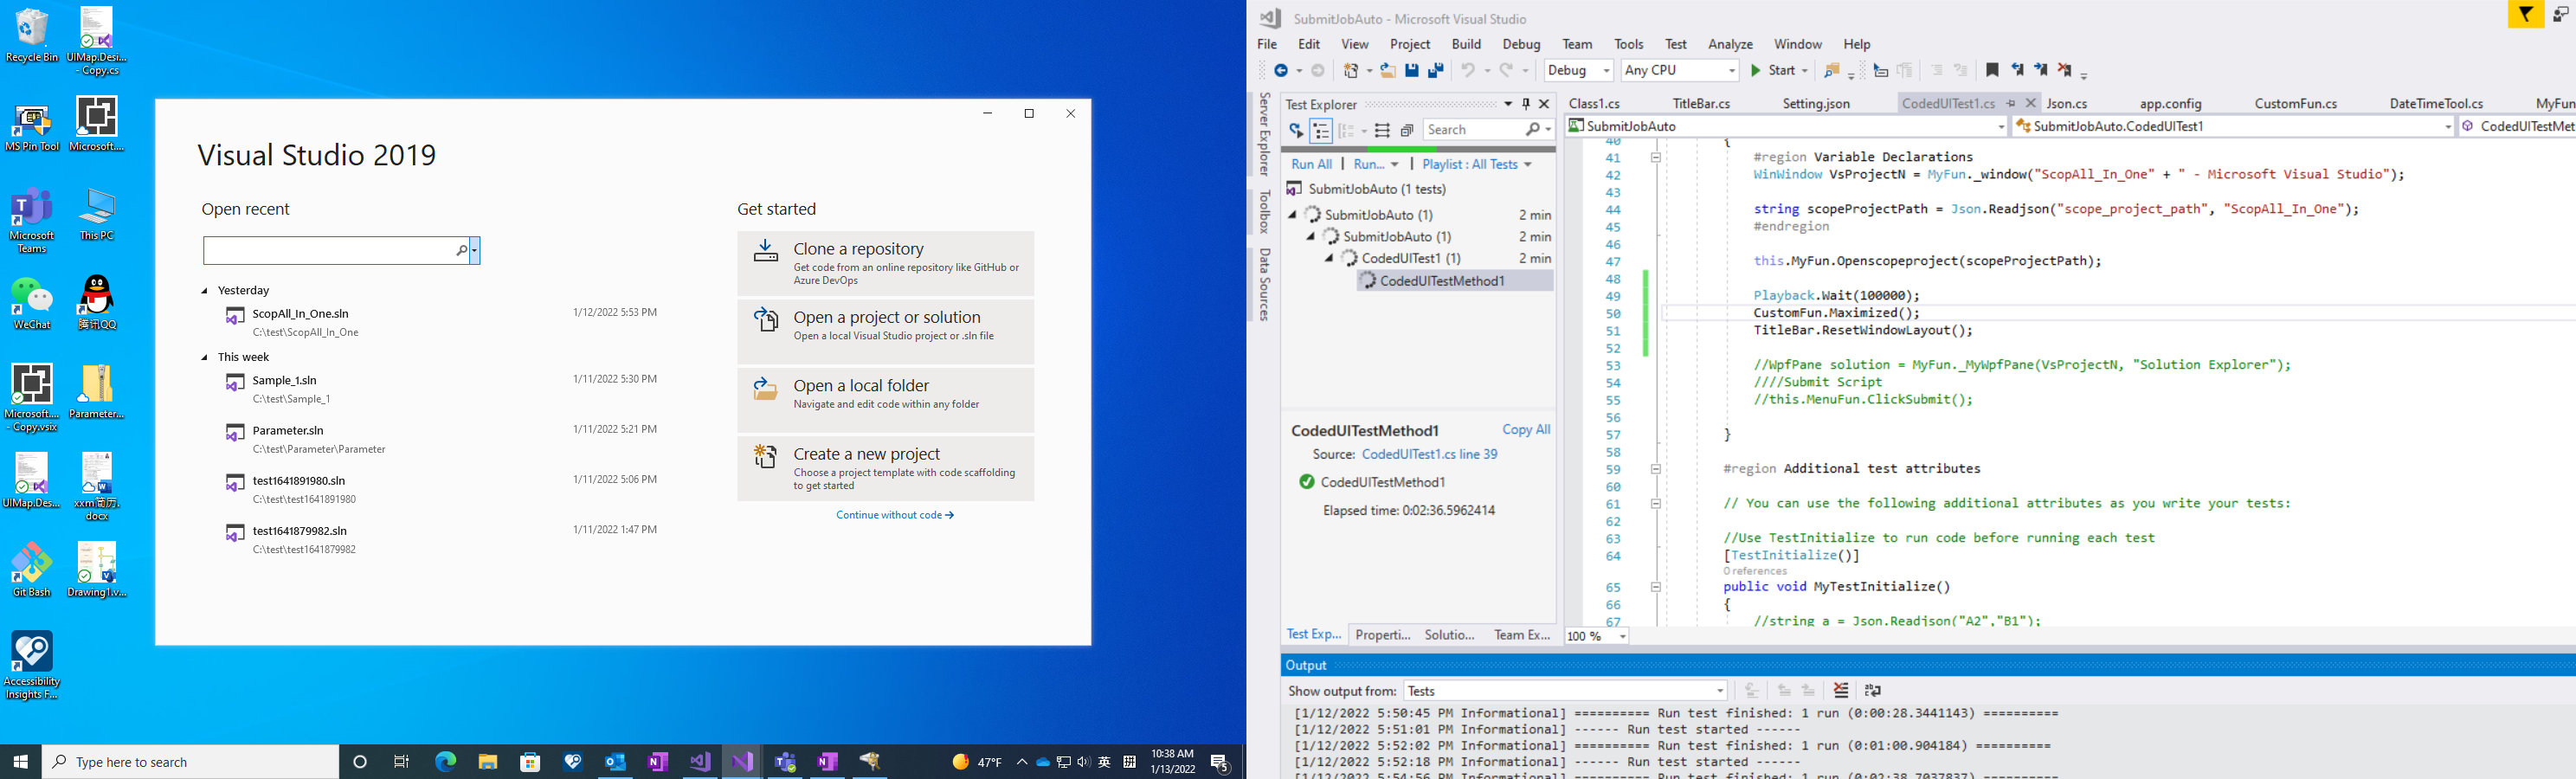 Recycle Bin
UIMap.Desi...
- Copy.cs
MS Pin Tool
Microsoft....
Microsoft
Teams
This PC
WeChat
腾讯QQ
Microsoft....
- Copy.vsix
Parameter...
UIMap.Des...
xxm简历.
docx
Git Bash
Drawing1.v...
Accessibility
Insights F...
Visual Studio 2019
Open recent
Yesterday
ScopAll_In_One.sln
1/12/2022 5:53 PM
C:\test\ScopAll_In_One
This week
Sample_1.sln
1/11/2022 5:30 PM
C:\test\Sample_1
Parameter.sln
1/11/2022 5:21 PM
C:\test\Parameter\Parameter
test1641891980.sln
1/11/2022 5:06 PM
C:\test\test1641891980
test1641879982.sln
1/11/2022 1:47 PM
C:\test\test1641879982
Get started
Clone a repository
Get code from an online repository like GitHub or
Azure DevOps
Open a project or solution
Open a local Visual Studio project or .sln file
Open a local folder
Navigate and edit code within any folder
Create a new project
Choose a project template with code scaffolding
to get started
Continue without code →
Type here to search
47°F
英
拼
10:38 AM
1/13/2022
5
SubmitJobAuto - Microsoft Visual Studio
File Edit View Project Build Debug Team Tools Test Analyze Window Help
Debug Any CPU Start
Server Explorer
Toolbox
Data Sources
Test Explorer
Search
Run All | Run... | Playlist : All Tests
SubmitJobAuto (1 tests)
SubmitJobAuto (1) 2 min
SubmitJobAuto (1) 2 min
CodedUITest1 (1) 2 min
CodedUITestMethod1
CodedUITestMethod1 Copy All
Source: CodedUITest1.cs line 39
CodedUITestMethod1
Elapsed time: 0:02:36.5962414
Test Exp... Properti... Solutio... Team Ex...
Class1.cs TitleBar.cs Setting.json CodedUITest1.cs Json.cs app.config CustomFun.cs DateTimeTool.cs MyFun
SubmitJobAuto SubmitJobAuto.CodedUITest1 CodedUITestMet
40 {
41 #region Variable Declarations
42 WinWindow VsProjectN = MyFun._window("ScopAll_In_One" + " - Microsoft Visual Studio");
43
44 string scopeProjectPath = Json.Readjson("scope_project_path", "ScopAll_In_One");
45 #endregion
46
47 this.MyFun.Openscopeproject(scopeProjectPath);
48
49 Playback.Wait(100000);
50 CustomFun.Maximized();
51 TitleBar.ResetWindowLayout();
52
53 //WpfPane solution = MyFun._MyWpfPane(VsProjectN, "Solution Explorer");
54 ////Submit Script
55 //this.MenuFun.ClickSubmit();
56
57 }
58
59 #region Additional test attributes
60
61 // You can use the following additional attributes as you write your tests:
62
63 //Use TestInitialize to run code before running each test
64 [TestInitialize()]
0 references
65 public void MyTestInitialize()
66 {
67 //string a = Json.Readjson("A2","B1");
100 %
Output
Show output from: Tests
[1/12/2022 5:50:45 PM Informational] ========== Run test finished: 1 run (0:00:28.3441143) ==========
[1/12/2022 5:51:01 PM Informational] ------ Run test started ------
[1/12/2022 5:52:02 PM Informational] ========== Run test finished: 1 run (0:01:00.904184) ==========
[1/12/2022 5:52:18 PM Informational] ------ Run test started ------
[1/12/2022 5:54:56 PM Informational] ========== Run test finished: 1 run (0:02:38.7037837) ==========